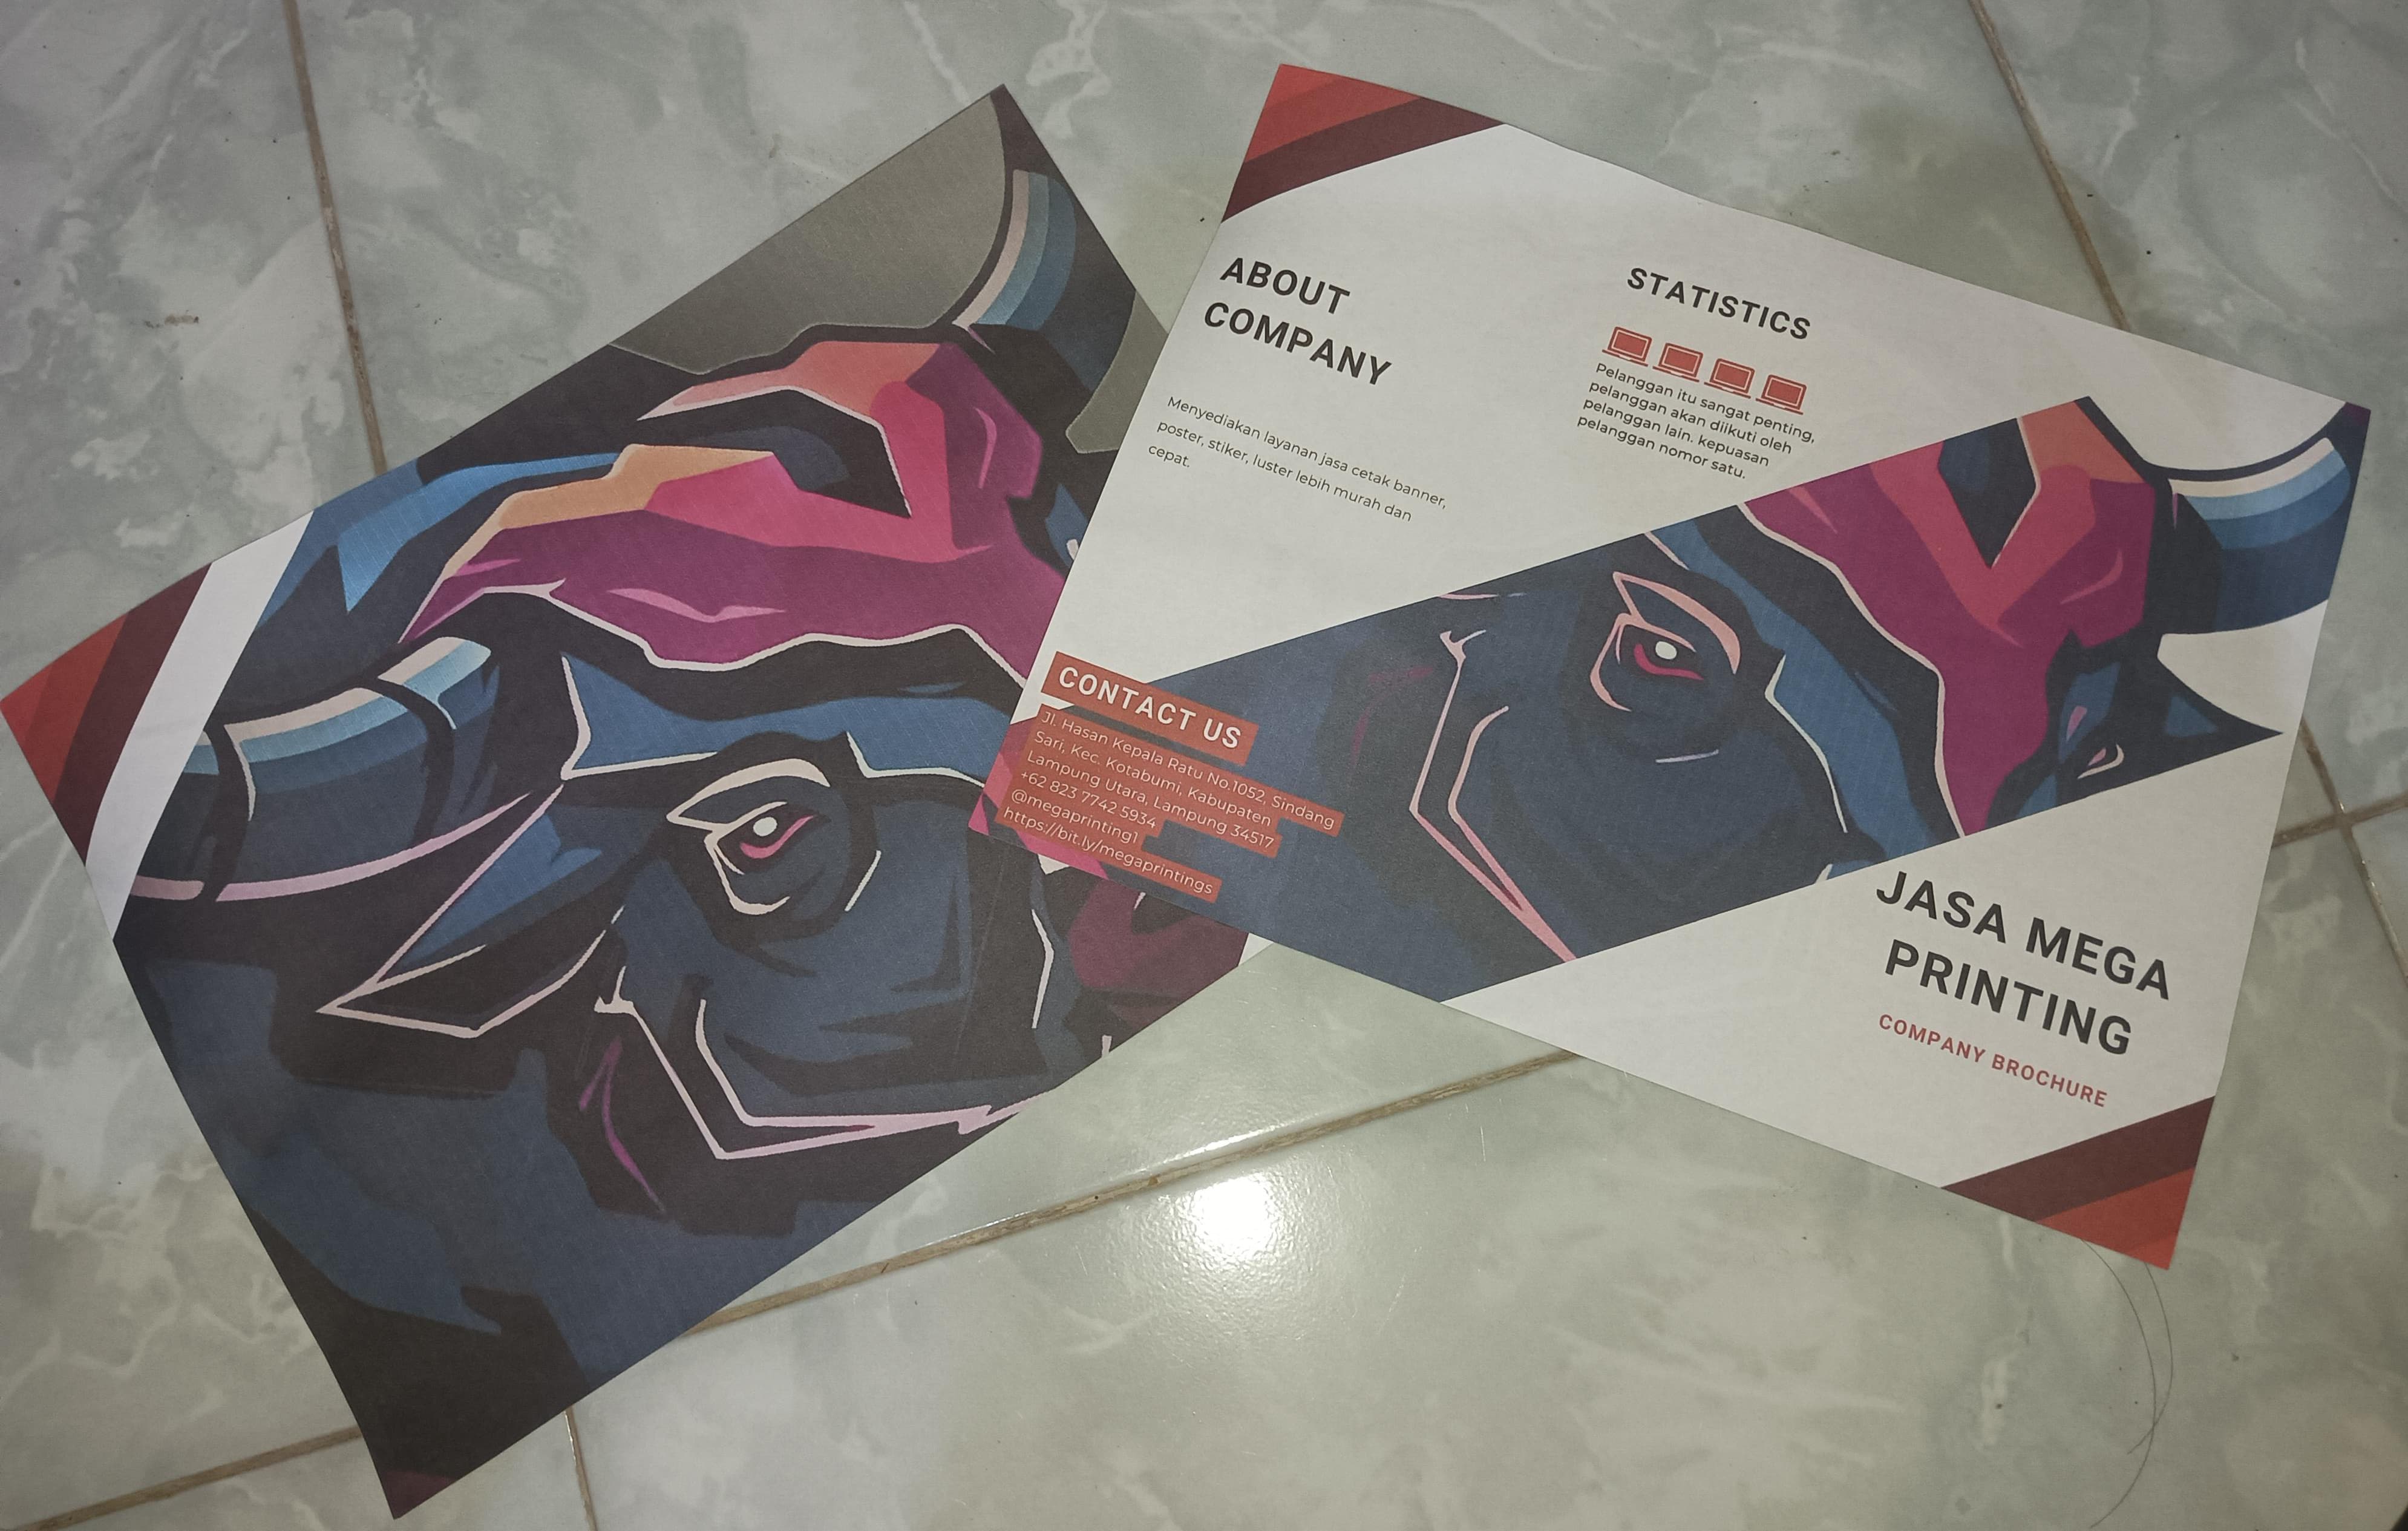 ABOUT
COMPANY
Menyediakan layanan jasa cetak banner,
poster, stiker, luster lebih murah dan
cepat.
STATISTICS
Pelanggan itu sangat penting,
pelanggan akan diikuti oleh
pelanggan lain. kepuasan
pelanggan nomor satu.
CONTACT US
Jl. Hasan Kepala Ratu No.1052, Sindang
Sari, Kec. Kotabumi, Kabupaten
Lampung Utara, Lampung 34517
+62 823 7742 5934
@megaprinting1
https://bit.ly/megaprintings
JASA MEGA
PRINTING
COMPANY BROCHURE